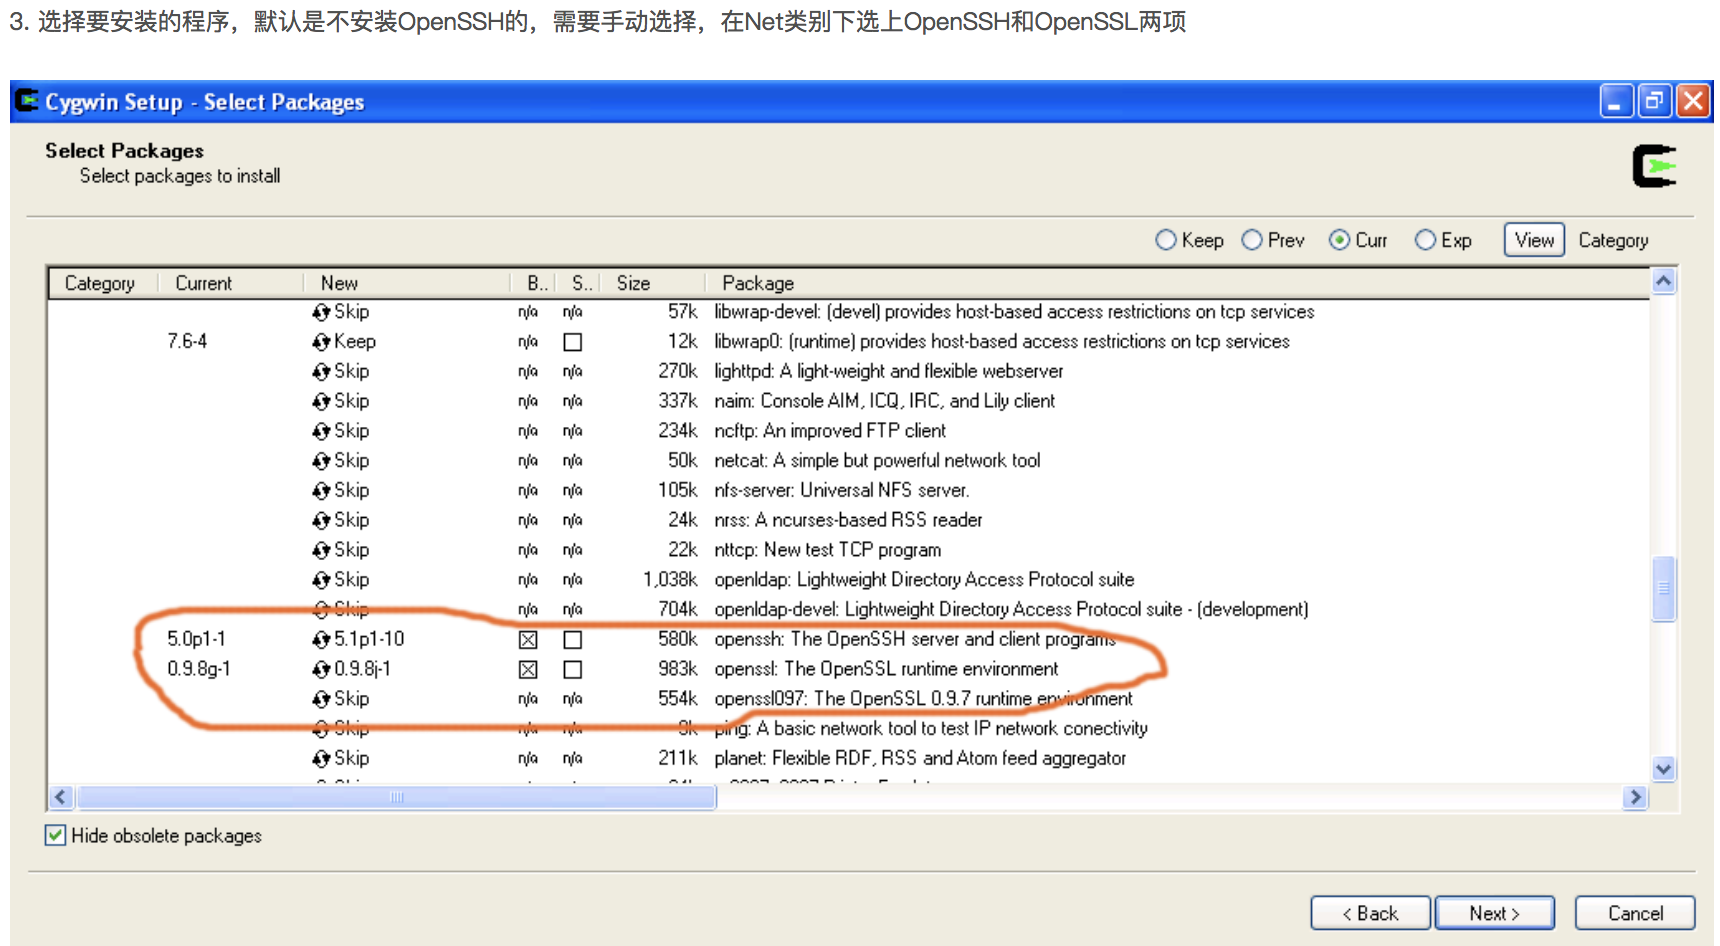 3. 选择要安装的程序，默认是不安装OpenSSH的，需要手动选择，在Net类别下选上OpenSSH和OpenSSL两项
Cygwin Setup - Select Packages
Select Packages
Select packages to install
Keep Prev Curr Exp View Category
Category Current New B.. S.. Size Package
Skip n/a n/a 57k libwrap-devel: (devel) provides host-based access restrictions on tcp services
7.6-4 Keep n/a 12k libwrap0: (runtime) provides host-based access restrictions on tcp services
Skip n/a n/a 270k lighttpd: A light-weight and flexible webserver
Skip n/a n/a 337k naim: Console AIM, ICQ, IRC, and Lily client
Skip n/a n/a 234k ncftp: An improved FTP client
Skip n/a n/a 50k netcat: A simple but powerful network tool
Skip n/a n/a 105k nfs-server: Universal NFS server.
Skip n/a n/a 24k nrss: A ncurses-based RSS reader
Skip n/a n/a 22k nttcp: New test TCP program
Skip n/a n/a 1,038k openldap: Lightweight Directory Access Protocol suite
Skip n/a n/a 704k openldap-devel: Lightweight Directory Access Protocol suite - (development)
5.0p1-1 5.1p1-10 580k openssh: The OpenSSH server and client programs
0.9.8g-1 0.9.8j-1 983k openssl: The OpenSSL runtime environment
Skip n/a n/a 554k openssl097: The OpenSSL 0.9.7 runtime environment
Skip n/a n/a ping: A basic network tool to test IP network conectivity
Skip n/a n/a 211k planet: Flexible RDF, RSS and Atom feed aggregator
Hide obsolete packages
< Back Next > Cancel